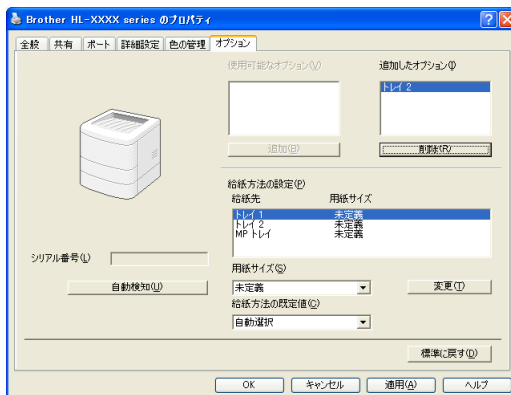 Brother HL-XXXX series のプロパティ
全般 共有 ポート 詳細設定 色の管理 オプション
使用可能なオプション(V)
追加したオプション(I)
トレイ 2
追加(B)
削除(R)
給紙方法の設定(P)
給紙先 用紙サイズ
トレイ 1 未定義
トレイ 2 未定義
MP トレイ 未定義
シリアル番号(L)
自動検知(U)
用紙サイズ(S)
未定義
変更(T)
給紙方法の既定値(C)
自動選択
標準に戻す(D)
OK キャンセル 適用(A) ヘルプ